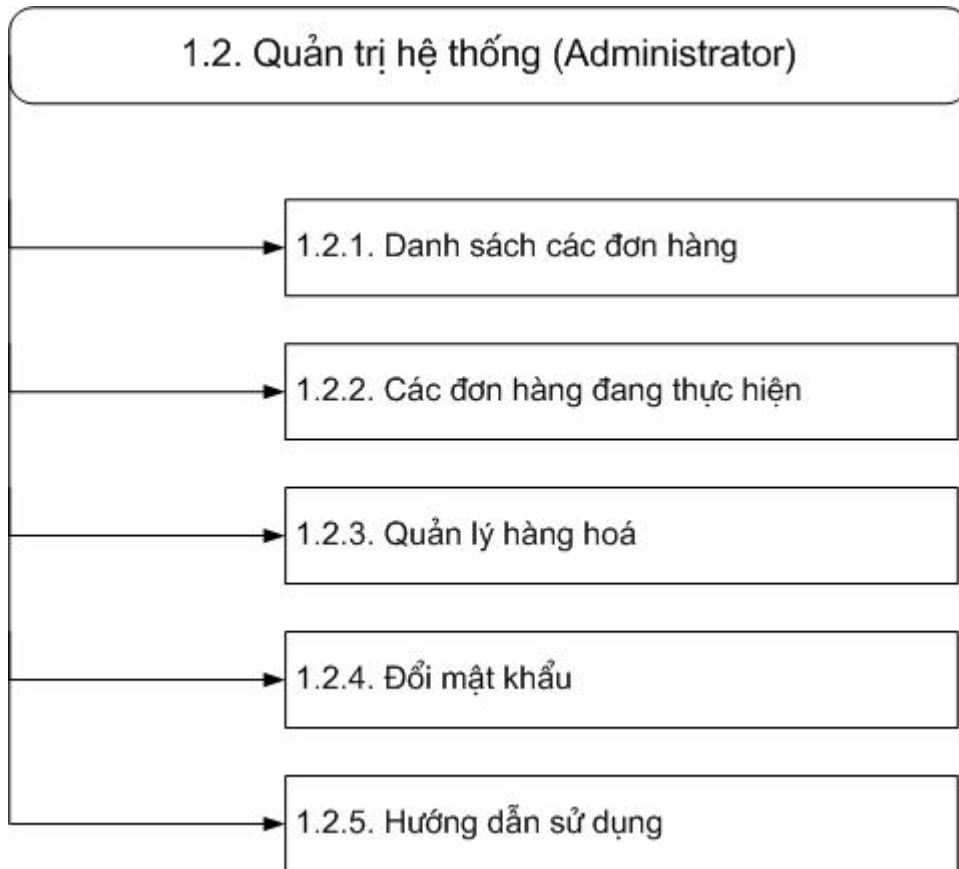 1.2. Quản trị hệ thống (Administrator)
1.2.1. Danh sách các đơn hàng
1.2.2. Các đơn hàng đang thực hiện
1.2.3. Quản lý hàng hoá
1.2.4. Đổi mật khẩu
1.2.5. Hướng dẫn sử dụng